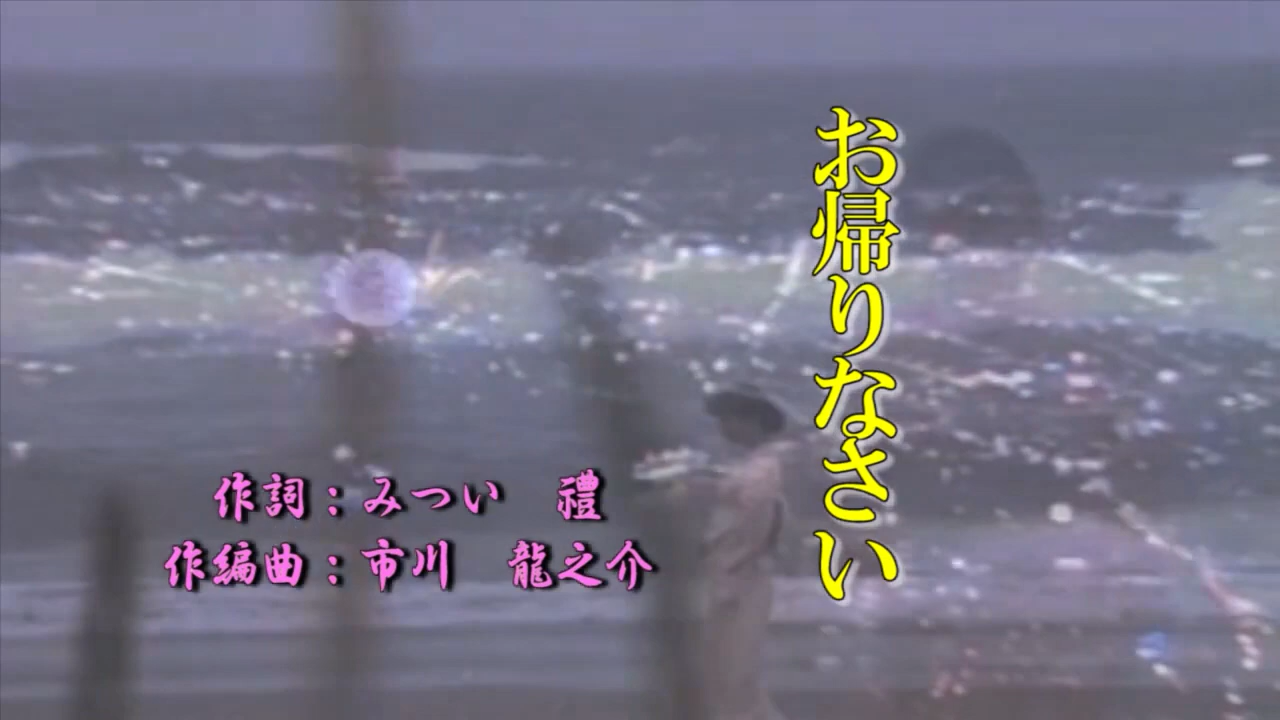 お帰りなさい
作詞：みつい　禮
作編曲：市川　龍之介